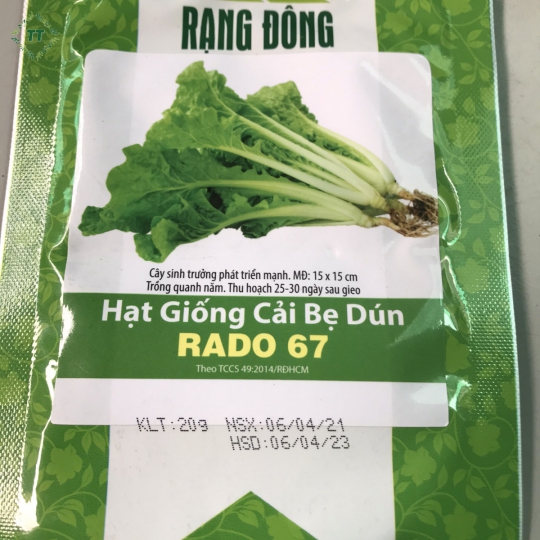 TT
RẠNG ĐÔNG
Cây sinh trưởng phát triển mạnh. MĐ: 15 x 15 cm
Trồng quanh năm. Thu hoạch 25-30 ngày sau gieo
Hạt Giống Cải Bẹ Dún
RADO 67
Theo TCCS 49:2014/RĐHCM
KLT:20g NSX:06/04/21
HSD:06/04/23